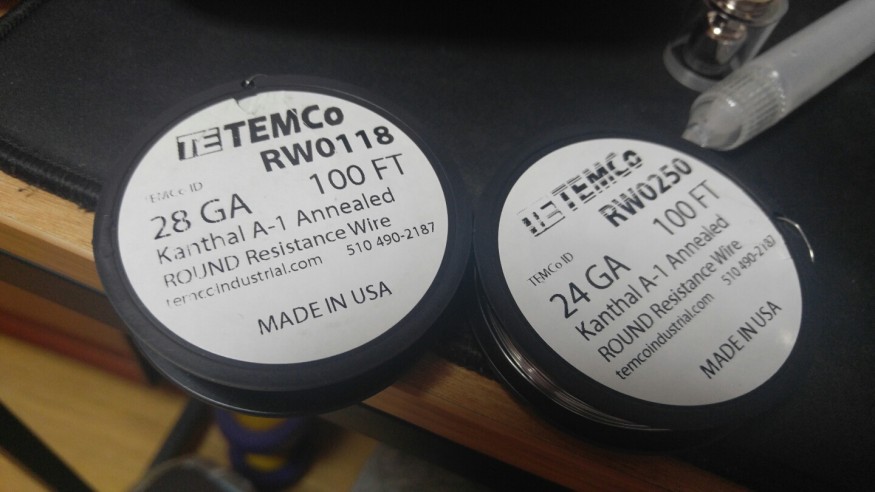 TE TEMCo
RW0118
TEMCo ID
28 GA 100 FT
Kanthal A-1 Annealed
ROUND Resistance Wire
temcoindustrial.com 510 490-2187
MADE IN USA
TE TEMCo
RW0250
TEMCo ID
24 GA 100 FT
Kanthal A-1 Annealed
ROUND Resistance Wire
temcoindustrial.com 510 490-2187
MADE IN USA